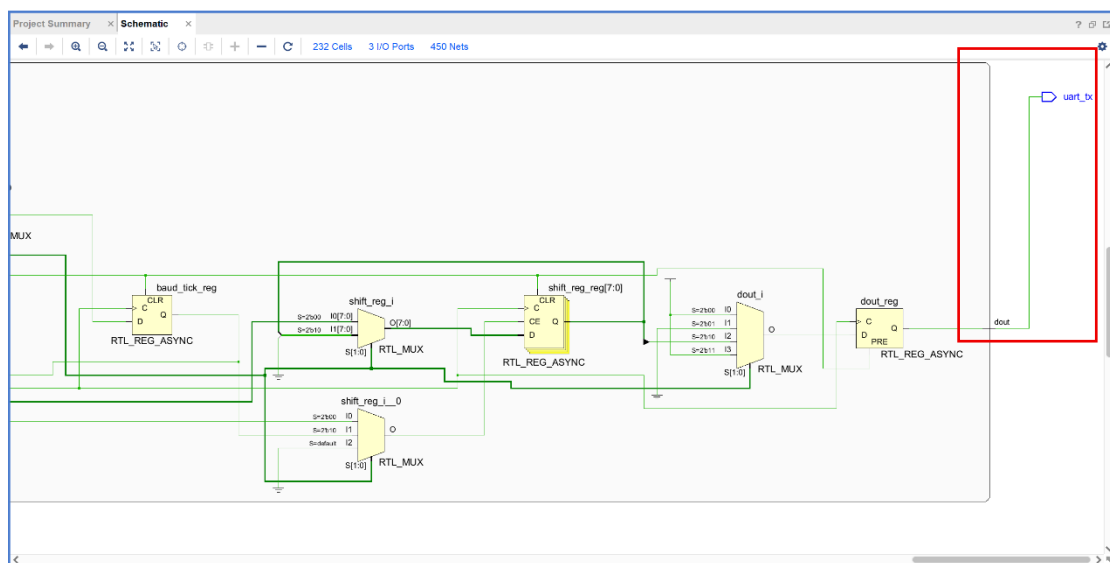 Project Summary × Schematic ×
?
232 Cells 3 I/O Ports 450 Nets
uart_tx
MUX
baud_tick_reg
CLR
C
D
Q
RTL_REG_ASYNC
shift_reg_i
S=2'b00 I0[7:0]
S=2'b10 I1[7:0]
O[7:0]
S[1:0]
RTL_MUX
shift_reg_reg[7:0]
CLR
C
CE
D
Q
RTL_REG_ASYNC
dout_i
S=2'b00 I0
S=2'b01 I1
S=2'b10 I2
S=2'b11 I3
O
S[1:0]
RTL_MUX
dout_reg
C
D
PRE
Q
RTL_REG_ASYNC
dout
shift_reg_i__0
S=2'b00 I0
S=2'b10 I1
S=default I2
O
S[1:0]
RTL_MUX